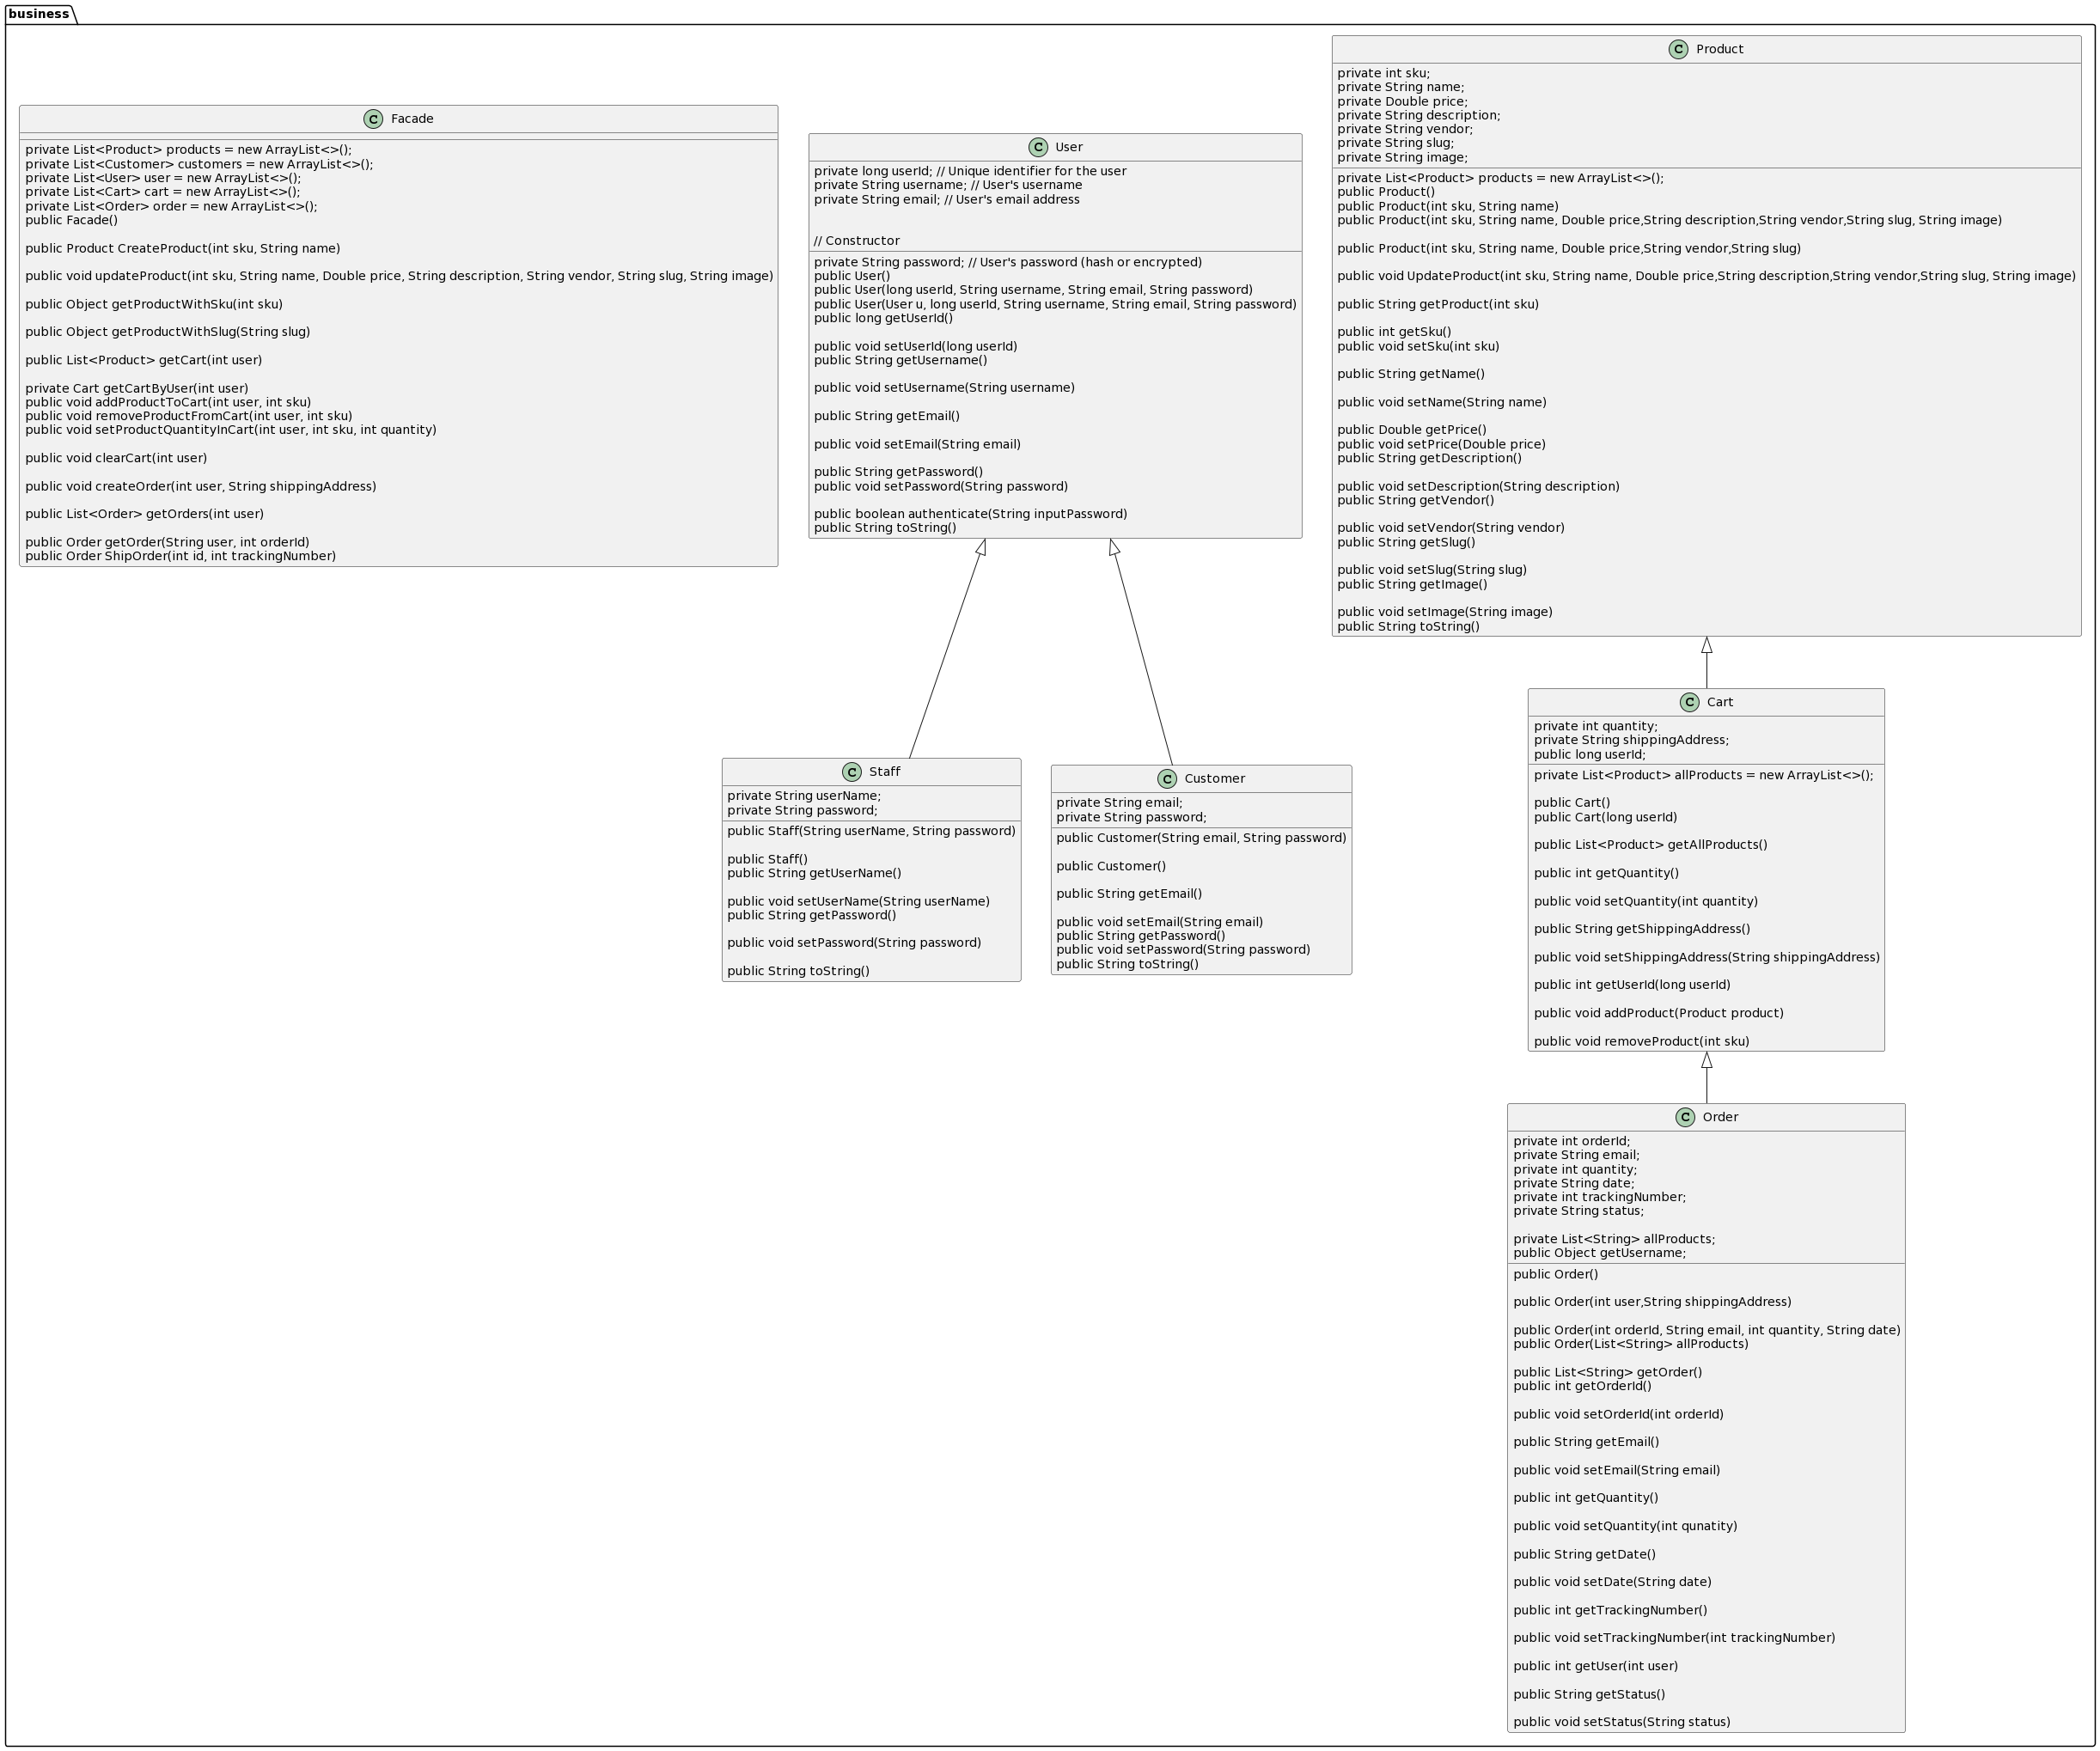 business
Facade
private List<Product> products = new ArrayList<>();
private List<Customer> customers = new ArrayList<>();
private List<User> user = new ArrayList<>();
private List<Cart> cart = new ArrayList<>();
private List<Order> order = new ArrayList<>();
public Facade()
public Product CreateProduct(int sku, String name)
public void updateProduct(int sku, String name, Double price, String description, String vendor, String slug, String image)
public Object getProductWithSku(int sku)
public Object getProductWithSlug(String slug)
public List<Product> getCart(int user)
private Cart getCartByUser(int user)
public void addProductToCart(int user, int sku)
public void removeProductFromCart(int user, int sku)
public void setProductQuantityInCart(int user, int sku, int quantity)
public void clearCart(int user)
public void createOrder(int user, String shippingAddress)
public List<Order> getOrders(int user)
public Order getOrder(String user, int orderId)
public Order ShipOrder(int id, int trackingNumber)
User
private long userId; // Unique identifier for the user
private String username; // User's username
private String email; // User's email address
// Constructor
private String password; // User's password (hash or encrypted)
public User()
public User(long userId, String username, String email, String password)
public User(User u, long userId, String username, String email, String password)
public long getUserId()
public void setUserId(long userId)
public String getUsername()
public void setUsername(String username)
public String getEmail()
public void setEmail(String email)
public String getPassword()
public void setPassword(String password)
public boolean authenticate(String inputPassword)
public String toString()
Product
private int sku;
private String name;
private Double price;
private String description;
private String vendor;
private String slug;
private String image;
private List<Product> products = new ArrayList<>();
public Product()
public Product(int sku, String name)
public Product(int sku, String name, Double price,String description,String vendor,String slug, String image)
public Product(int sku, String name, Double price,String vendor,String slug)
public void UpdateProduct(int sku, String name, Double price,String description,String vendor,String slug, String image)
public String getProduct(int sku)
public int getSku()
public void setSku(int sku)
public String getName()
public void setName(String name)
public Double getPrice()
public void setPrice(Double price)
public String getDescription()
public void setDescription(String description)
public String getVendor()
public void setVendor(String vendor)
public String getSlug()
public void setSlug(String slug)
public String getImage()
public void setImage(String image)
public String toString()
Staff
private String userName;
private String password;
public Staff(String userName, String password)
public Staff()
public String getUserName()
public void setUserName(String userName)
public String getPassword()
public void setPassword(String password)
public String toString()
Customer
private String email;
private String password;
public Customer(String email, String password)
public Customer()
public String getEmail()
public void setEmail(String email)
public String getPassword()
public void setPassword(String password)
public String toString()
Cart
private int quantity;
private String shippingAddress;
public long userId;
private List<Product> allProducts = new ArrayList<>();
public Cart()
public Cart(long userId)
public List<Product> getAllProducts()
public int getQuantity()
public void setQuantity(int quantity)
public String getShippingAddress()
public void setShippingAddress(String shippingAddress)
public int getUserId(long userId)
public void addProduct(Product product)
public void removeProduct(int sku)
Order
private int orderId;
private String email;
private int quantity;
private String date;
private int trackingNumber;
private String status;
private List<String> allProducts;
public Object getUsername;
public Order()
public Order(int user,String shippingAddress)
public Order(int orderId, String email, int quantity, String date)
public Order(List<String> allProducts)
public List<String> getOrder()
public int getOrderId()
public void setOrderId(int orderId)
public String getEmail()
public void setEmail(String email)
public int getQuantity()
public void setQuantity(int qunatity)
public String getDate()
public void setDate(String date)
public int getTrackingNumber()
public void setTrackingNumber(int trackingNumber)
public int getUser(int user)
public String getStatus()
public void setStatus(String status)